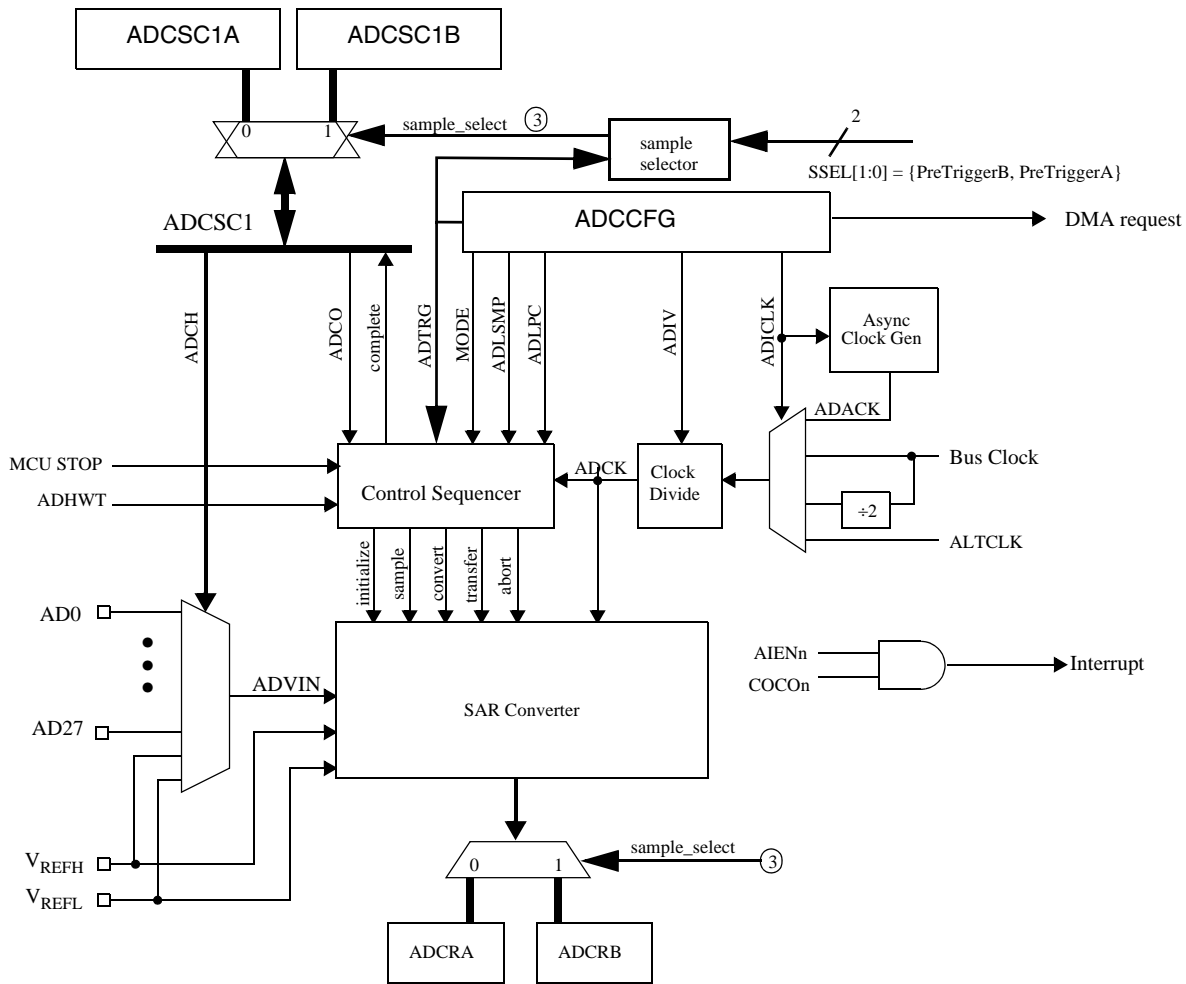 ADCSC1A
ADCSC1B
0
1
sample_select
3
sample
selector
2
SSEL[1:0] = {PreTriggerB, PreTriggerA}
ADCSC1
ADCCFG
DMA request
ADCH
ADCO
complete
ADTRG
MODE
ADLSMP
ADLPC
ADIV
ADICLK
Async
Clock Gen
ADACK
MCU STOP
ADHWT
Control Sequencer
ADCK
Clock
Divide
Bus Clock
÷2
ALTCLK
initialize
sample
convert
transfer
abort
AD0
AD27
ADVIN
SAR Converter
AIENn
COCOn
Interrupt
VREFH
VREFL
0
1
sample_select
3
ADCRA
ADCRB